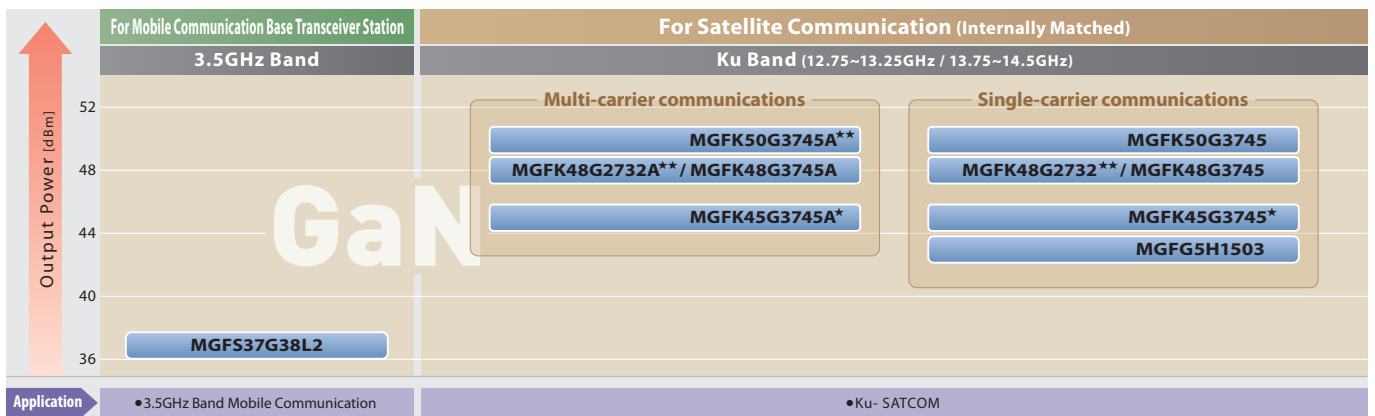 For Mobile Communication Base Transceiver Station
For Satellite Communication (Internally Matched)
3.5GHz Band
Ku Band (12.75~13.25GHz / 13.75~14.5GHz)
Output Power [dBm]
52
48
44
40
36
GaN
Multi-carrier communications
MGFK50G3745A★★
MGFK48G2732A★★/ MGFK48G3745A
MGFK45G3745A★
Single-carrier communications
MGFK50G3745
MGFK48G2732★★/ MGFK48G3745
MGFK45G3745★
MGFG5H1503
MGFS37G38L2
Application
●3.5GHz Band Mobile Communication
●Ku- SATCOM